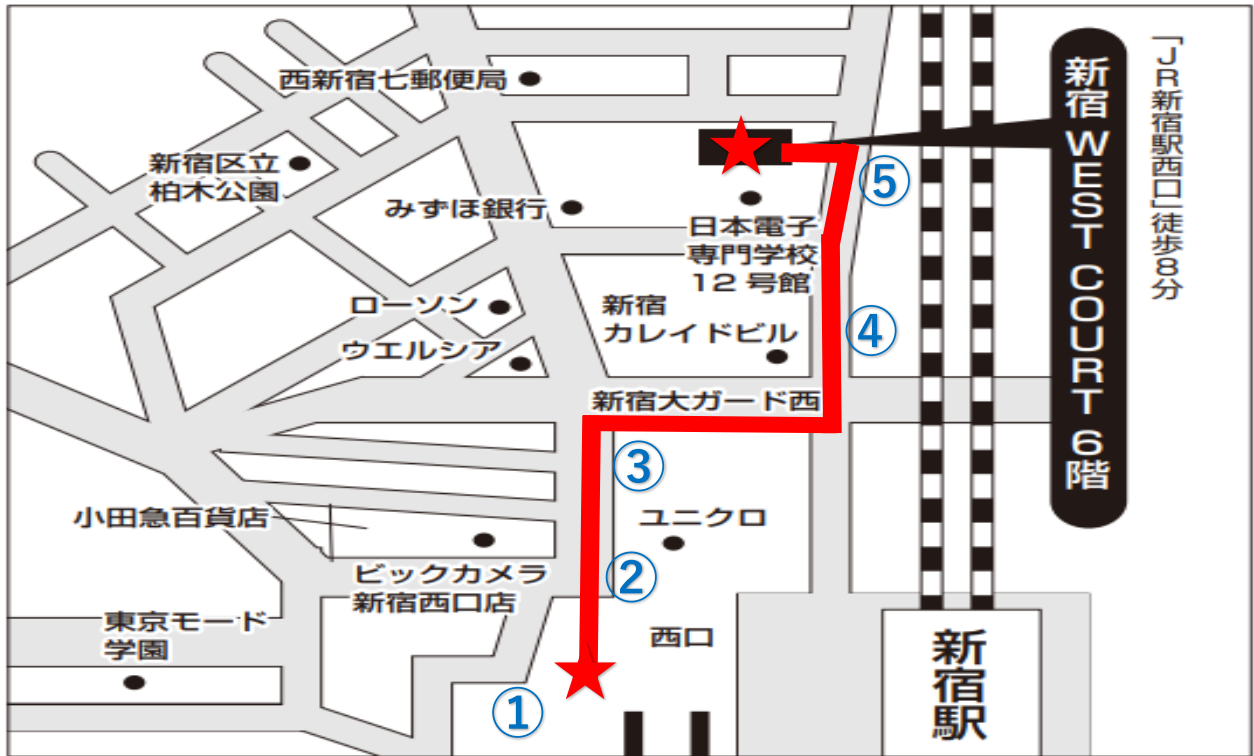 西新宿七郵便局
新宿区立
柏木公園
みずほ銀行
日本電子
専門学校
12号館
⑤
新宿WEST COURT 6階
「JR新宿駅西口」徒歩8分
ローソン
新宿
カレイドビル
④
ウエルシア
新宿大ガード西
③
小田急百貨店
ユニクロ
ビックカメラ
新宿西口店
②
東京モード
学園
西口
新宿駅
①